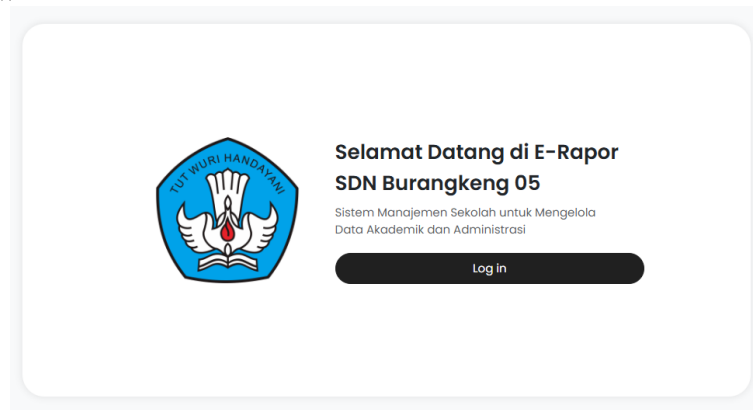 TUT WURI HANDAYANI
Selamat Datang di E-Rapor
SDN Burangkeng 05
Sistem Manajemen Sekolah untuk Mengelola
Data Akademik dan Administrasi
Log in